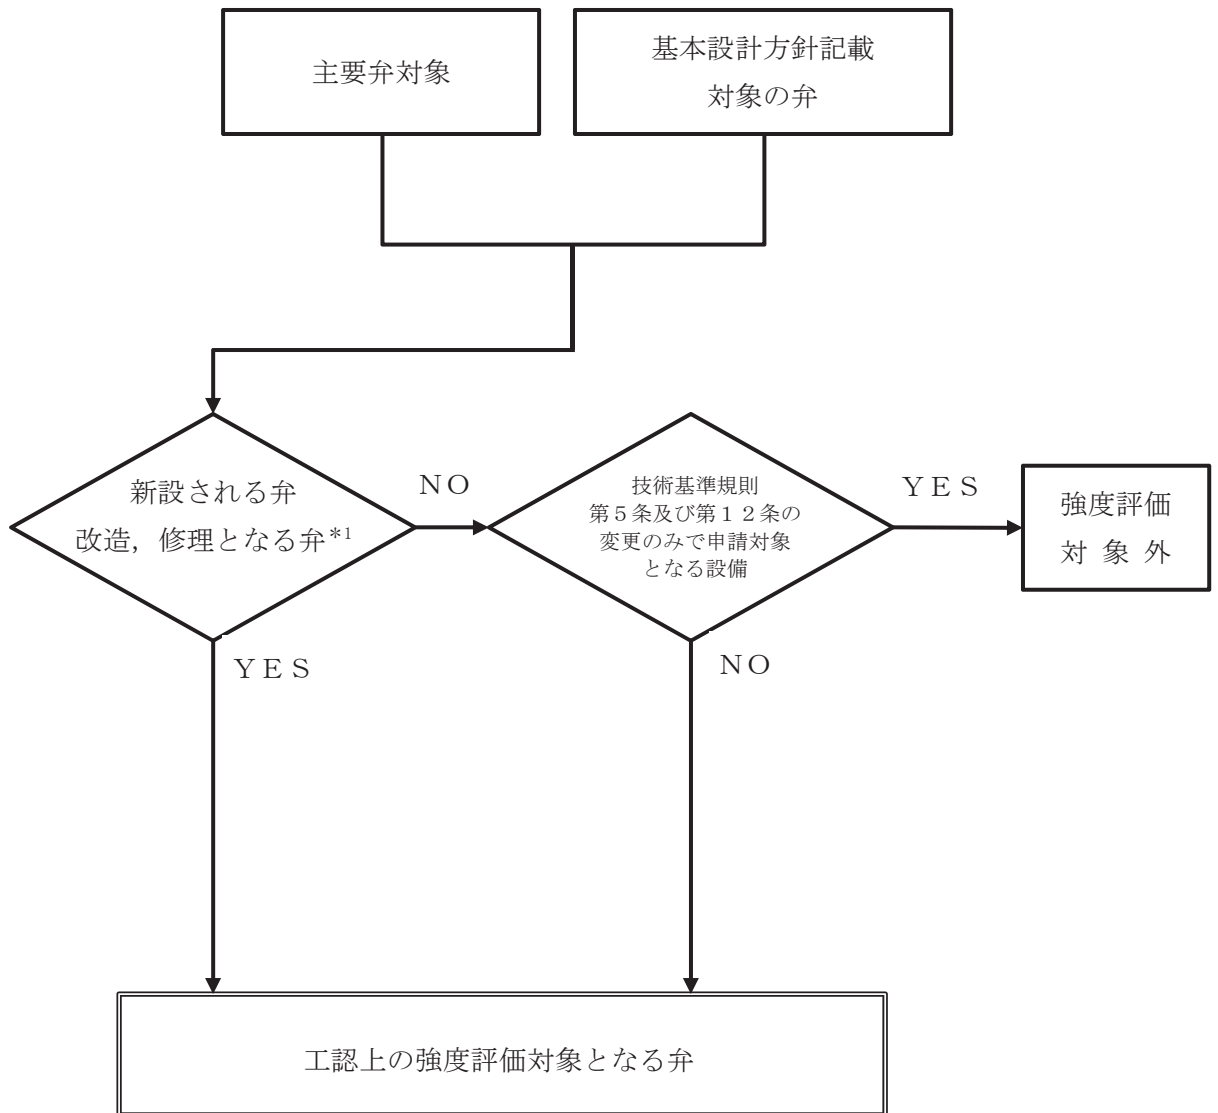 主要弁対象
基本設計方針記載
対象の弁
新設される弁
改造，修理となる弁*1
NO
技術基準規則
第５条及び第１２条の
変更のみで申請対象
となる設備
ＹＥＳ
強度評価
対 象 外
ＹＥＳ
NO
工認上の強度評価対象となる弁